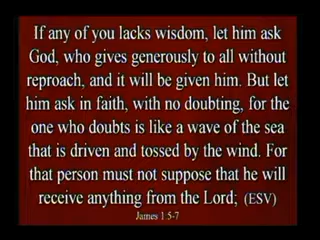 If any of you lacks wisdom, let him ask
God, who gives generously to all without
reproach, and it will be given him. But let
him ask in faith, with no doubting, for the
one who doubts is like a wave of the sea
that is driven and tossed by the wind. For
that person must not suppose that he will
receive anything from the Lord; (ESV)
James 1.5-7